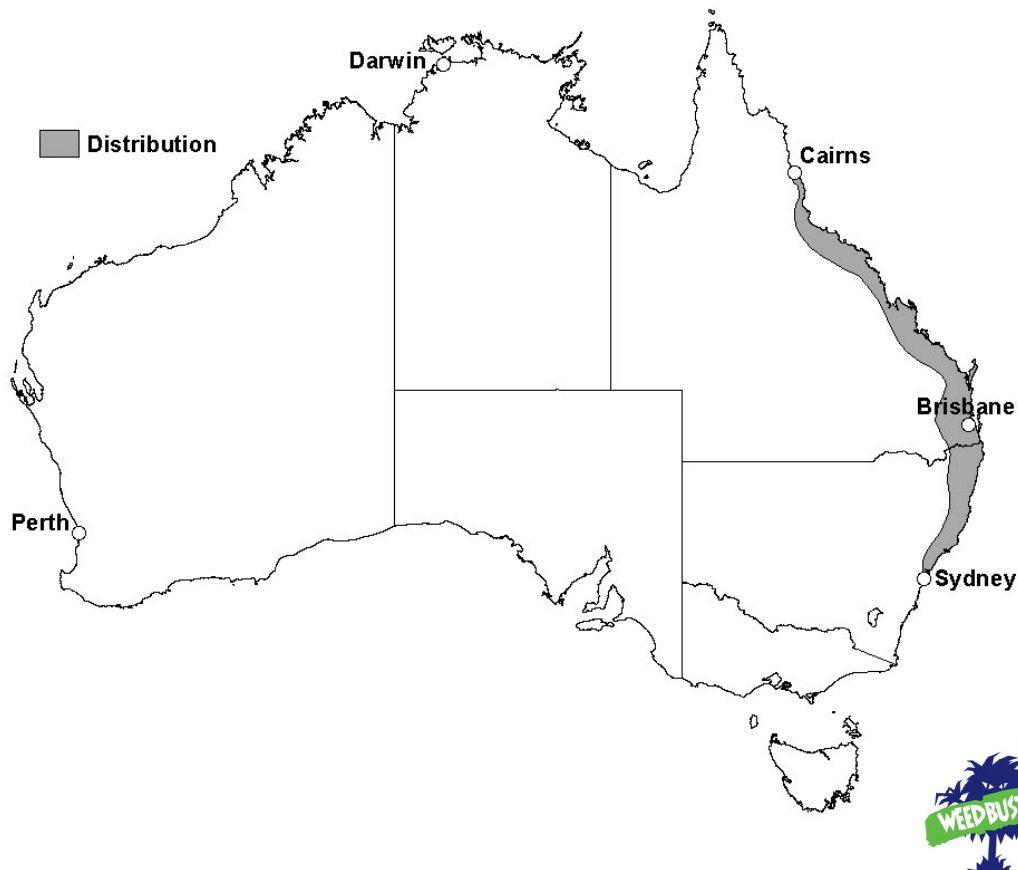 Darwin
Distribution
Cairns
Brisbane
Perth
Sydney
WEEDBUS